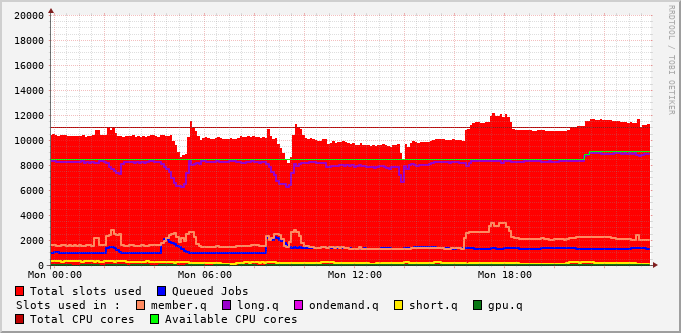 20000
18000
16000
14000
12000
10000
8000
6000
4000
2000
0
Mon 00:00 Mon 06:00 Mon 12:00 Mon 18:00
Total slots used Queued Jobs
Slots used in : member.q long.q ondemand.q short.q gpu.q
Total CPU cores Available CPU cores
RRDTOOL / TOBI OETIKER